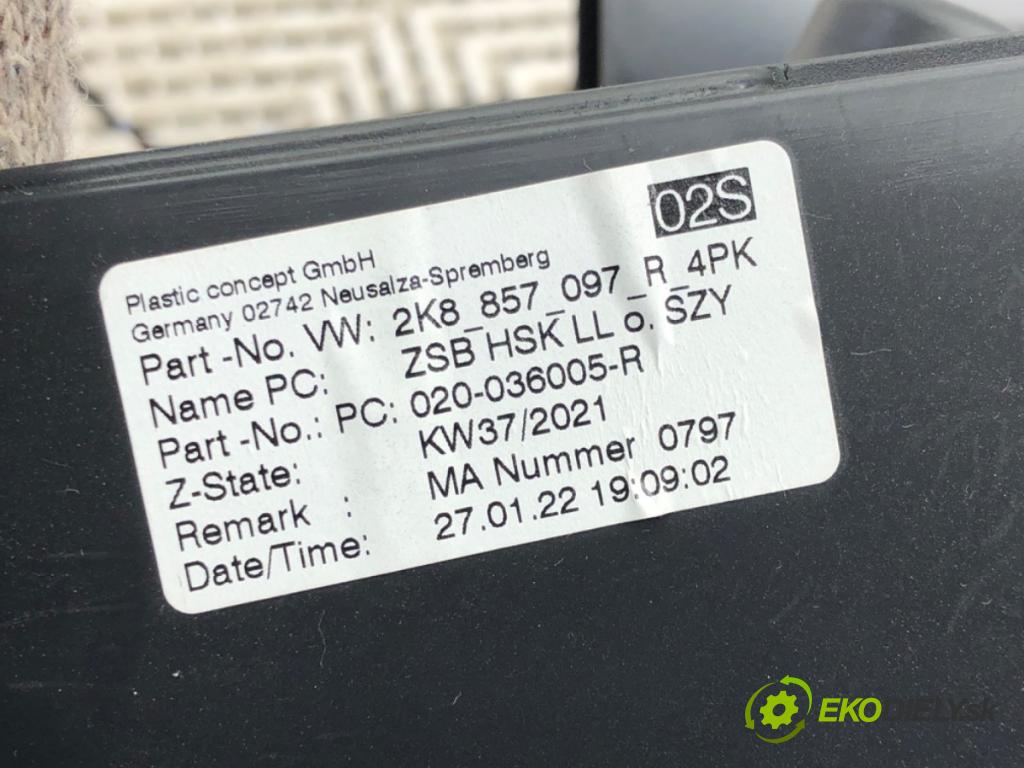 02S
Plastic concept GmbH
Germany 02742 Neusalza-Spremberg
Part -No. VW: 2K8_857_097_R_4PK
Name PC: ZSB HSK LL o. SZY
Part -No.: PC: 020-036005-R
Z-State: KW37/2021
Remark : MA Nummer 0797
Date/Time: 27.01.22 19:09:02
EKODIELY.sk